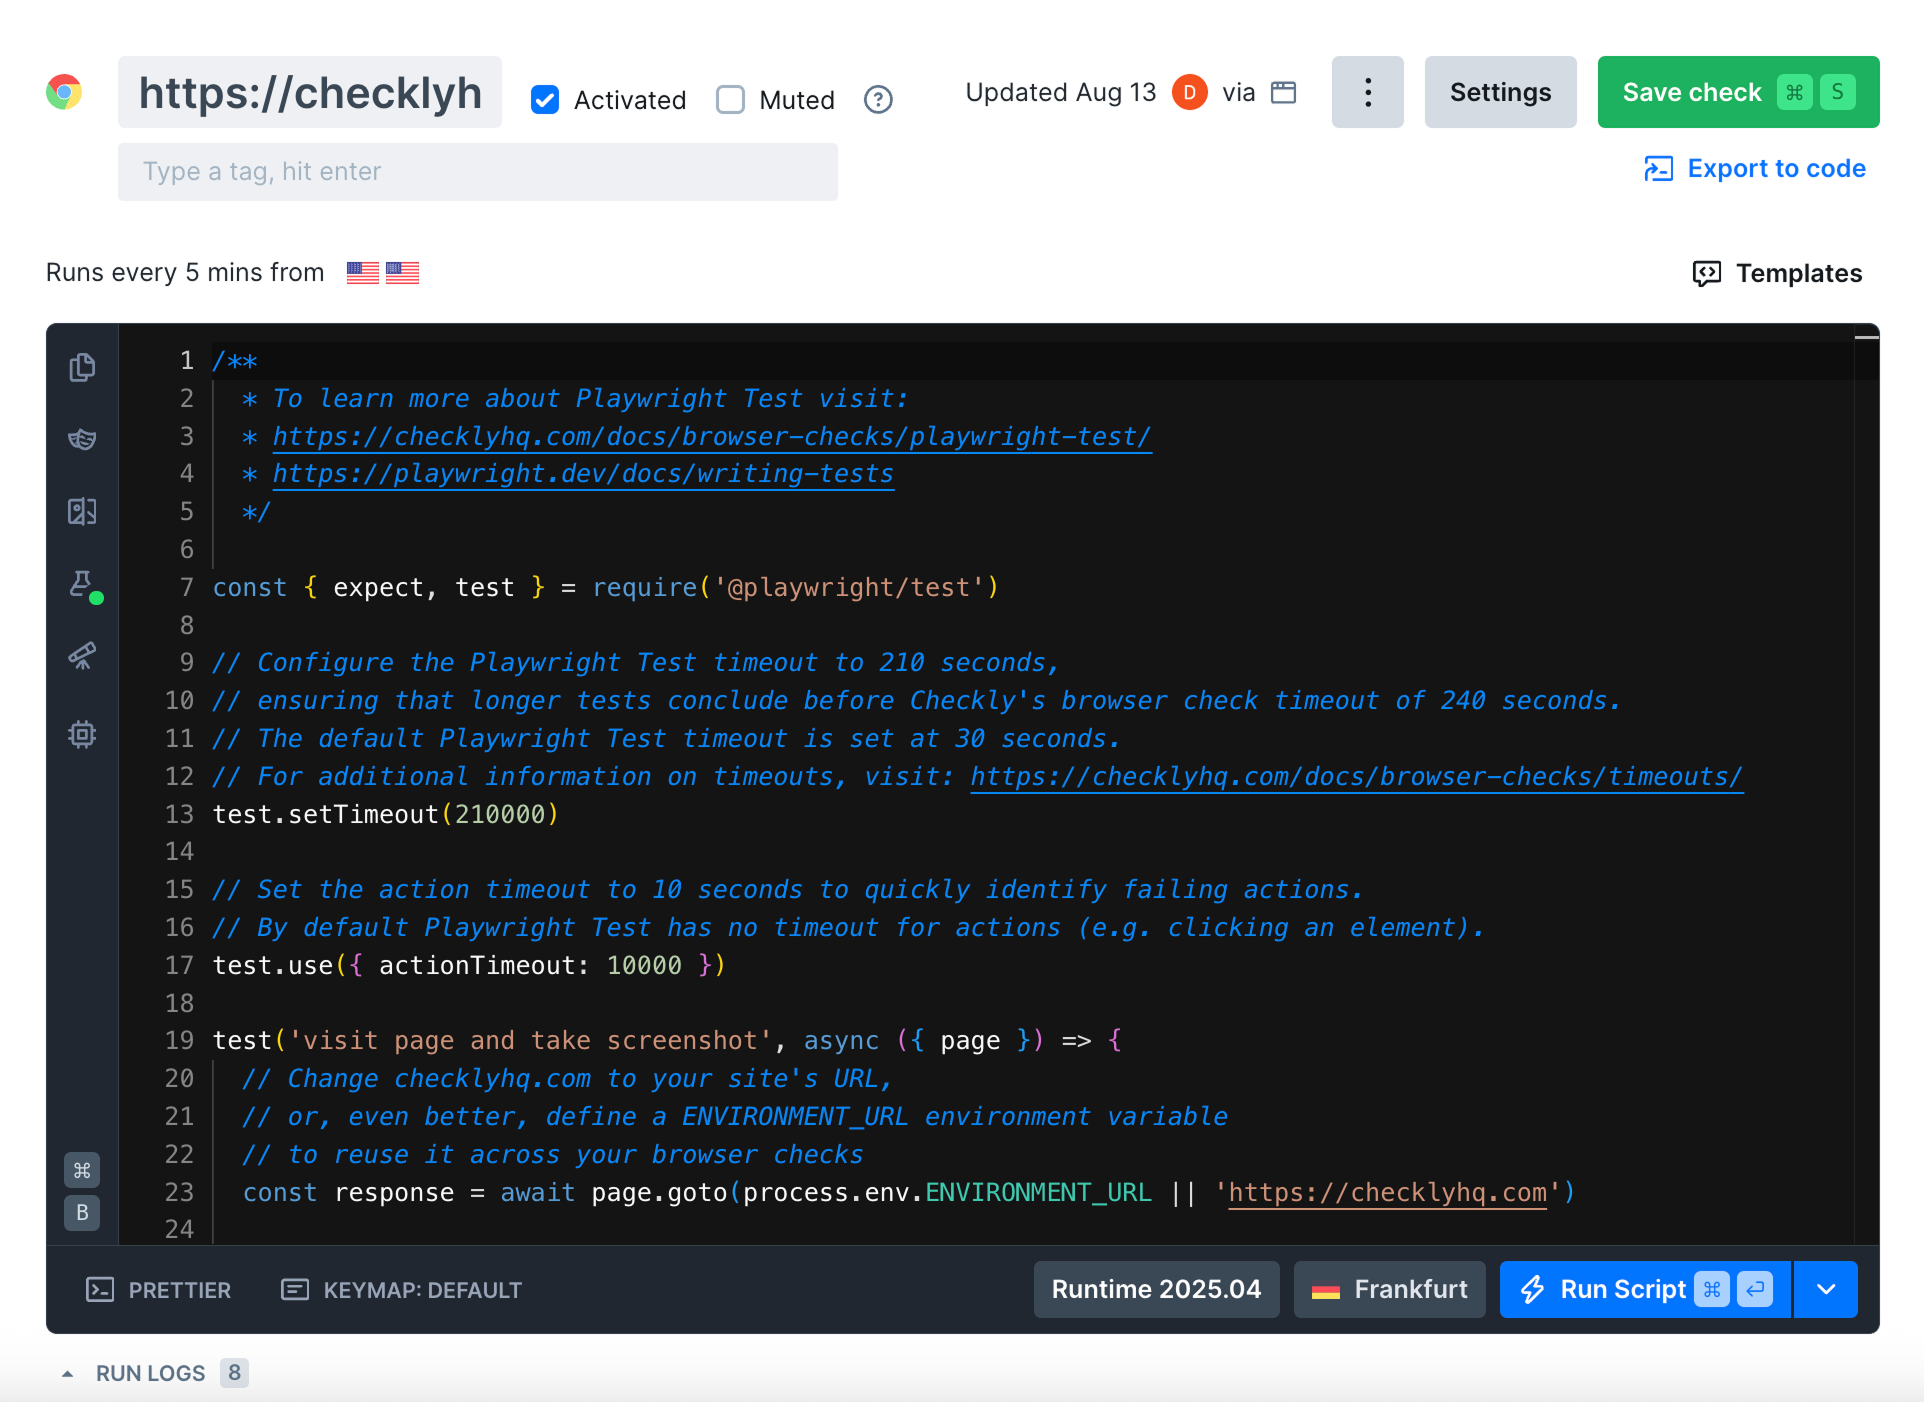 https://checklyh
Activated
Muted
?
Updated Aug 13 D via
Settings
Save check ⌘ S
Type a tag, hit enter
Export to code
Runs every 5 mins from
Templates
1 /**
2 * To learn more about Playwright Test visit:
3 * https://checklyhq.com/docs/browser-checks/playwright-test/
4 * https://playwright.dev/docs/writing-tests
5 */
6
7 const { expect, test } = require('@playwright/test')
8
9 // Configure the Playwright Test timeout to 210 seconds,
10 // ensuring that longer tests conclude before Checkly's browser check timeout of 240 seconds.
11 // The default Playwright Test timeout is set at 30 seconds.
12 // For additional information on timeouts, visit: https://checklyhq.com/docs/browser-checks/timeouts/
13 test.setTimeout(210000)
14
15 // Set the action timeout to 10 seconds to quickly identify failing actions.
16 // By default Playwright Test has no timeout for actions (e.g. clicking an element).
17 test.use({ actionTimeout: 10000 })
18
19 test('visit page and take screenshot', async ({ page }) => {
20 // Change checklyhq.com to your site's URL,
21 // or, even better, define a ENVIRONMENT_URL environment variable
22 // to reuse it across your browser checks
23 const response = await page.goto(process.env.ENVIRONMENT_URL || 'https://checklyhq.com')
24
⌘
B
PRETTIER
KEYMAP: DEFAULT
Runtime 2025.04
Frankfurt
Run Script ⌘
RUN LOGS 8